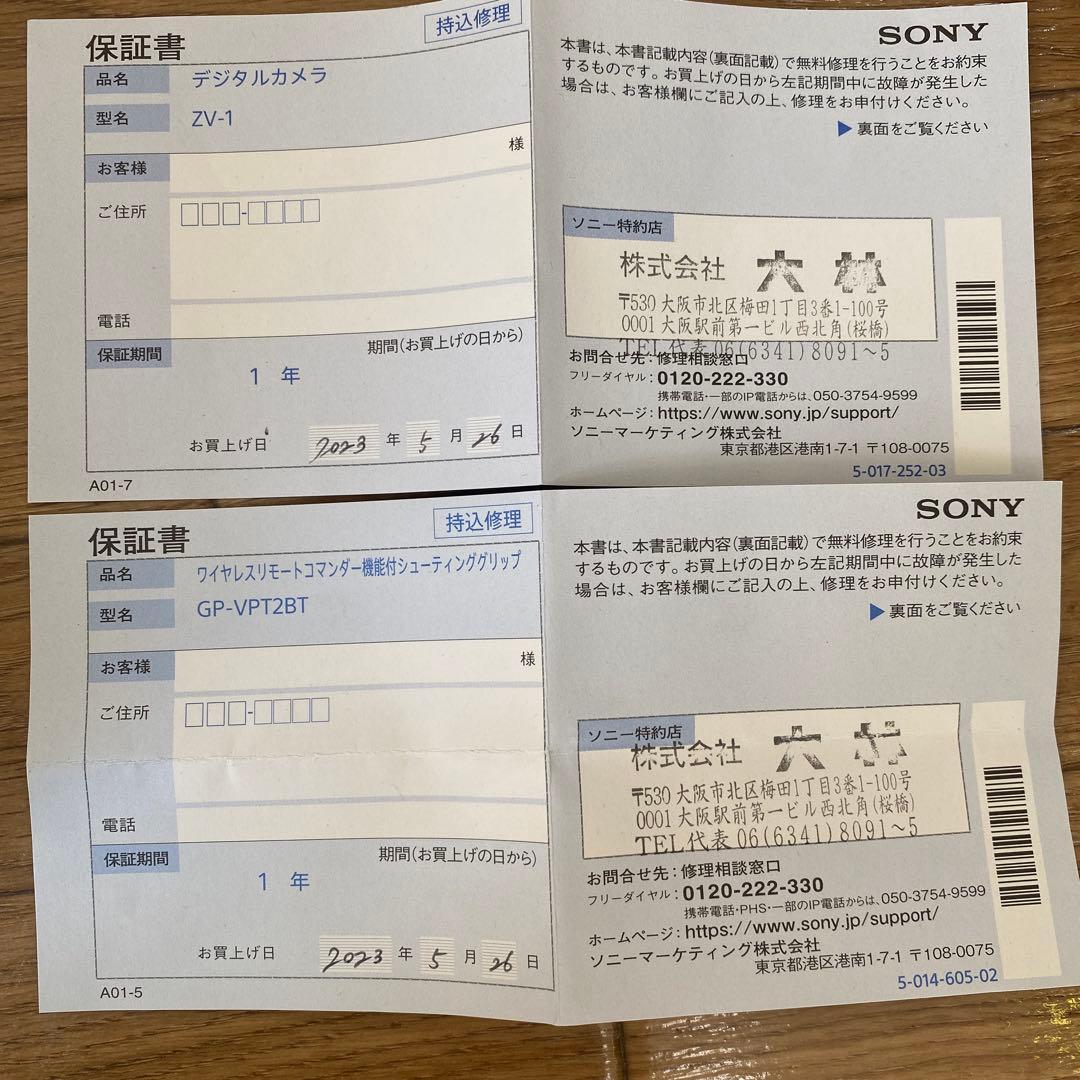 保証書
持込修理
品名 デジタルカメラ
型名 ZV-1
お客様
様
ご住所
電話
保証期間
期間(お買上げの日から)
1 年
お買上げ日 2023 年 5 月 26 日
A01-7
SONY
本書は、本書記載内容(裏面記載)で無料修理を行うことをお約束
するものです。お買上げの日から左記期間中に故障が発生した
場合は、お客様欄にご記入の上、修理をお申付けください。
▶裏面をご覧ください
ソニー特約店
株式会社 大林
〒530 大阪市北区梅田1丁目3番1-100号
0001 大阪駅前第一ビル西北角(桜橋)
TEL代表 06(6341)8091~5
お問合せ先：修理相談窓口
フリーダイヤル：0120-222-330
携帯電話・一部のIP電話からは、050-3754-9599
ホームページ：https://www.sony.jp/support/
ソニーマーケティング株式会社
東京都港区港南1-7-1 〒108-0075
5-017-252-03
保証書
持込修理
品名 ワイヤレスリモートコマンダー機能付シューティンググリップ
型名 GP-VPT2BT
お客様
様
ご住所
電話
保証期間
期間(お買上げの日から)
1 年
お買上げ日 2023 年 5 月 26 日
A01-5
SONY
本書は、本書記載内容(裏面記載)で無料修理を行うことをお約束
するものです。お買上げの日から左記期間中に故障が発生した
場合は、お客様欄にご記入の上、修理をお申付けください。
▶裏面をご覧ください
ソニー特約店
株式会社 大林
〒530 大阪市北区梅田1丁目3番1-100号
0001 大阪駅前第一ビル西北角(桜橋)
TEL代表 06(6341)8091~5
お問合せ先：修理相談窓口
フリーダイヤル：0120-222-330
携帯電話・PHS・一部のIP電話からは、050-3754-9599
ホームページ：https://www.sony.jp/support/
ソニーマーケティング株式会社
東京都港区港南1-7-1 〒108-0075
5-014-605-02